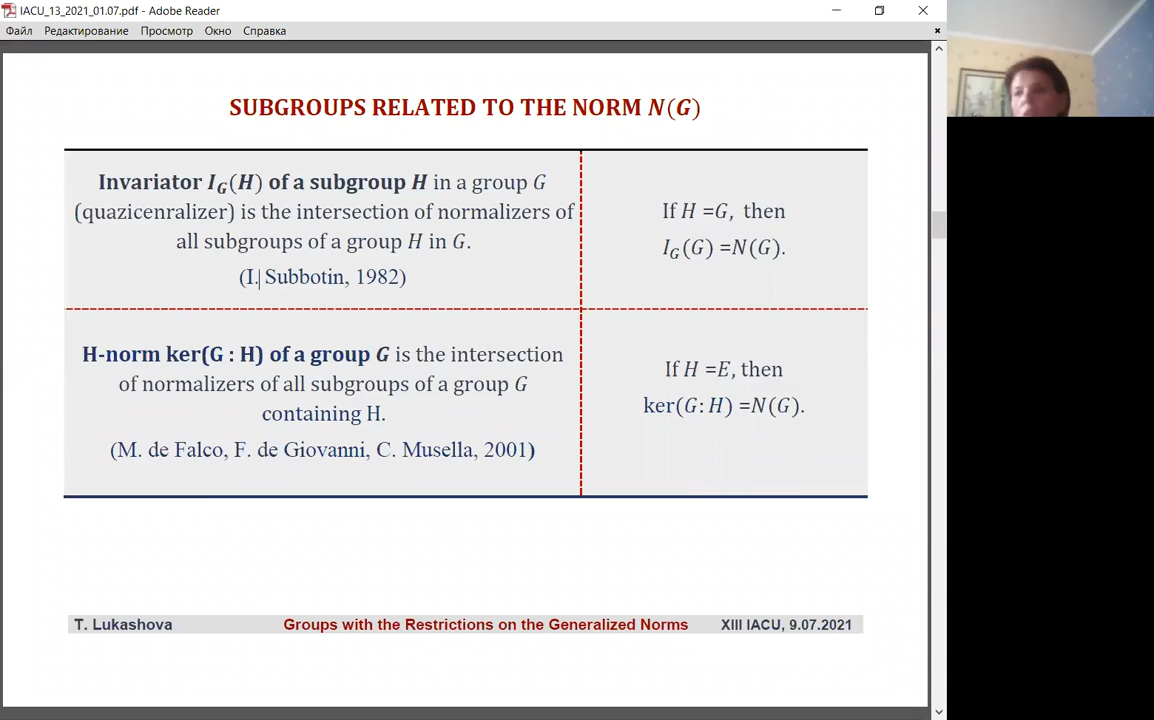 IACU_13_2021_01.07.pdf - Adobe Reader
Файл Редактирование Просмотр Окно Справка
SUBGROUPS RELATED TO THE NORM N(G)
Invariator I_G(H) of a subgroup H in a group G
(quazicenralizer) is the intersection of normalizers of
all subgroups of a group H in G.
(I. Subbotin, 1982)
If H =G, then
I_G(G) =N(G).
H-norm ker(G : H) of a group G is the intersection
of normalizers of all subgroups of a group G
containing H.
(M. de Falco, F. de Giovanni, C. Musella, 2001)
If H =E, then
ker(G:H) =N(G).
T. Lukashova Groups with the Restrictions on the Generalized Norms XIII IACU, 9.07.2021